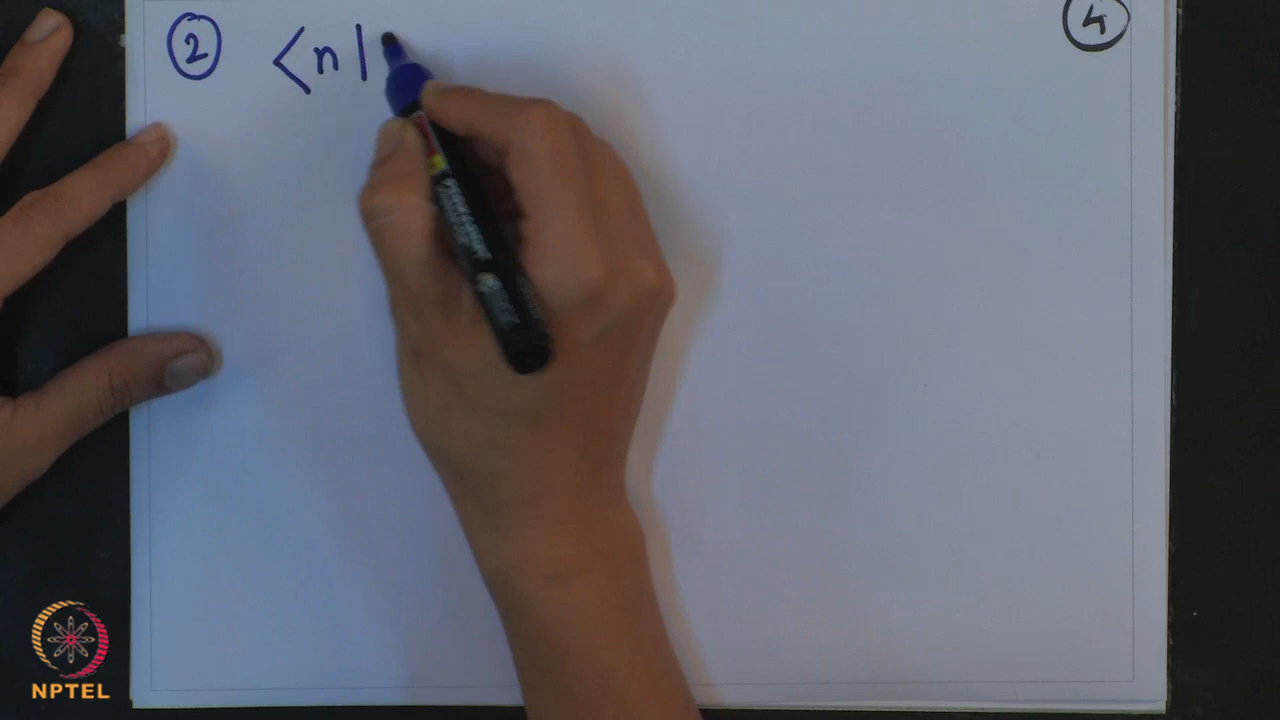 ② <n|
④
NPTEL